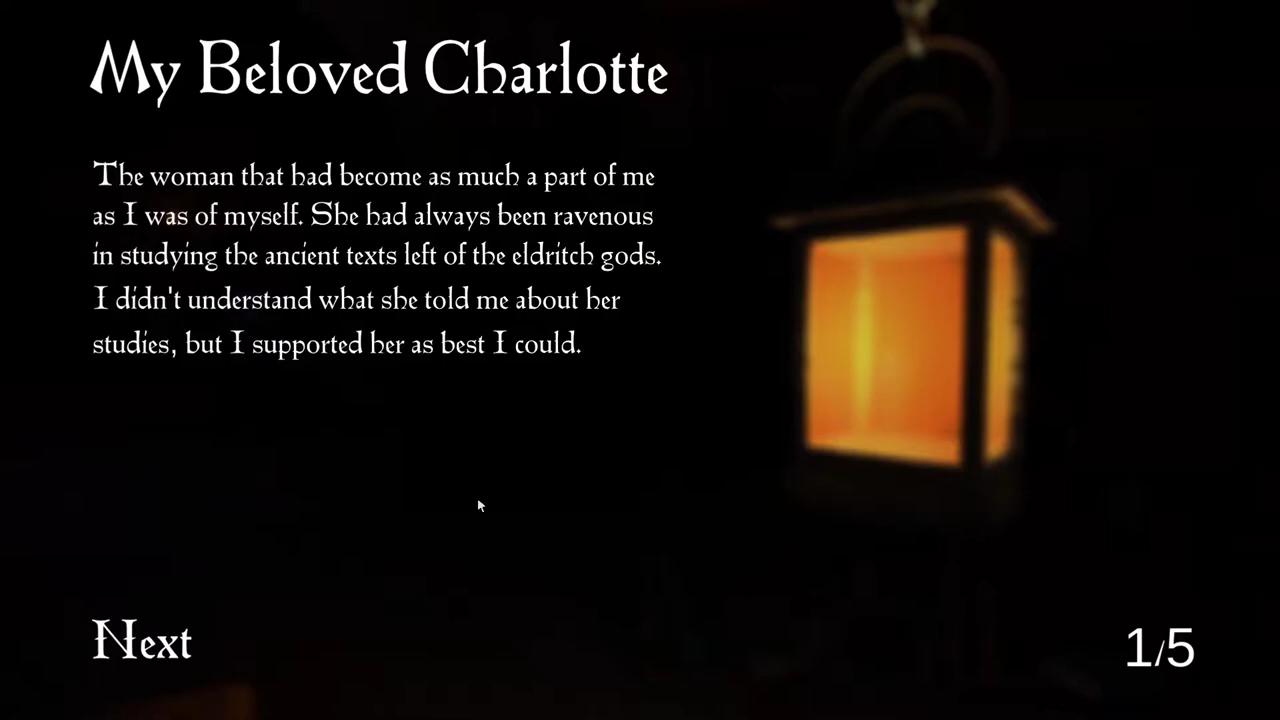 My Beloved Charlotte
The woman that had become as much a part of me
as I was of myself. She had always been ravenous
in studying the ancient texts left of the eldritch gods.
I didn't understand what she told me about her
studies, but I supported her as best I could.
Next
1/5